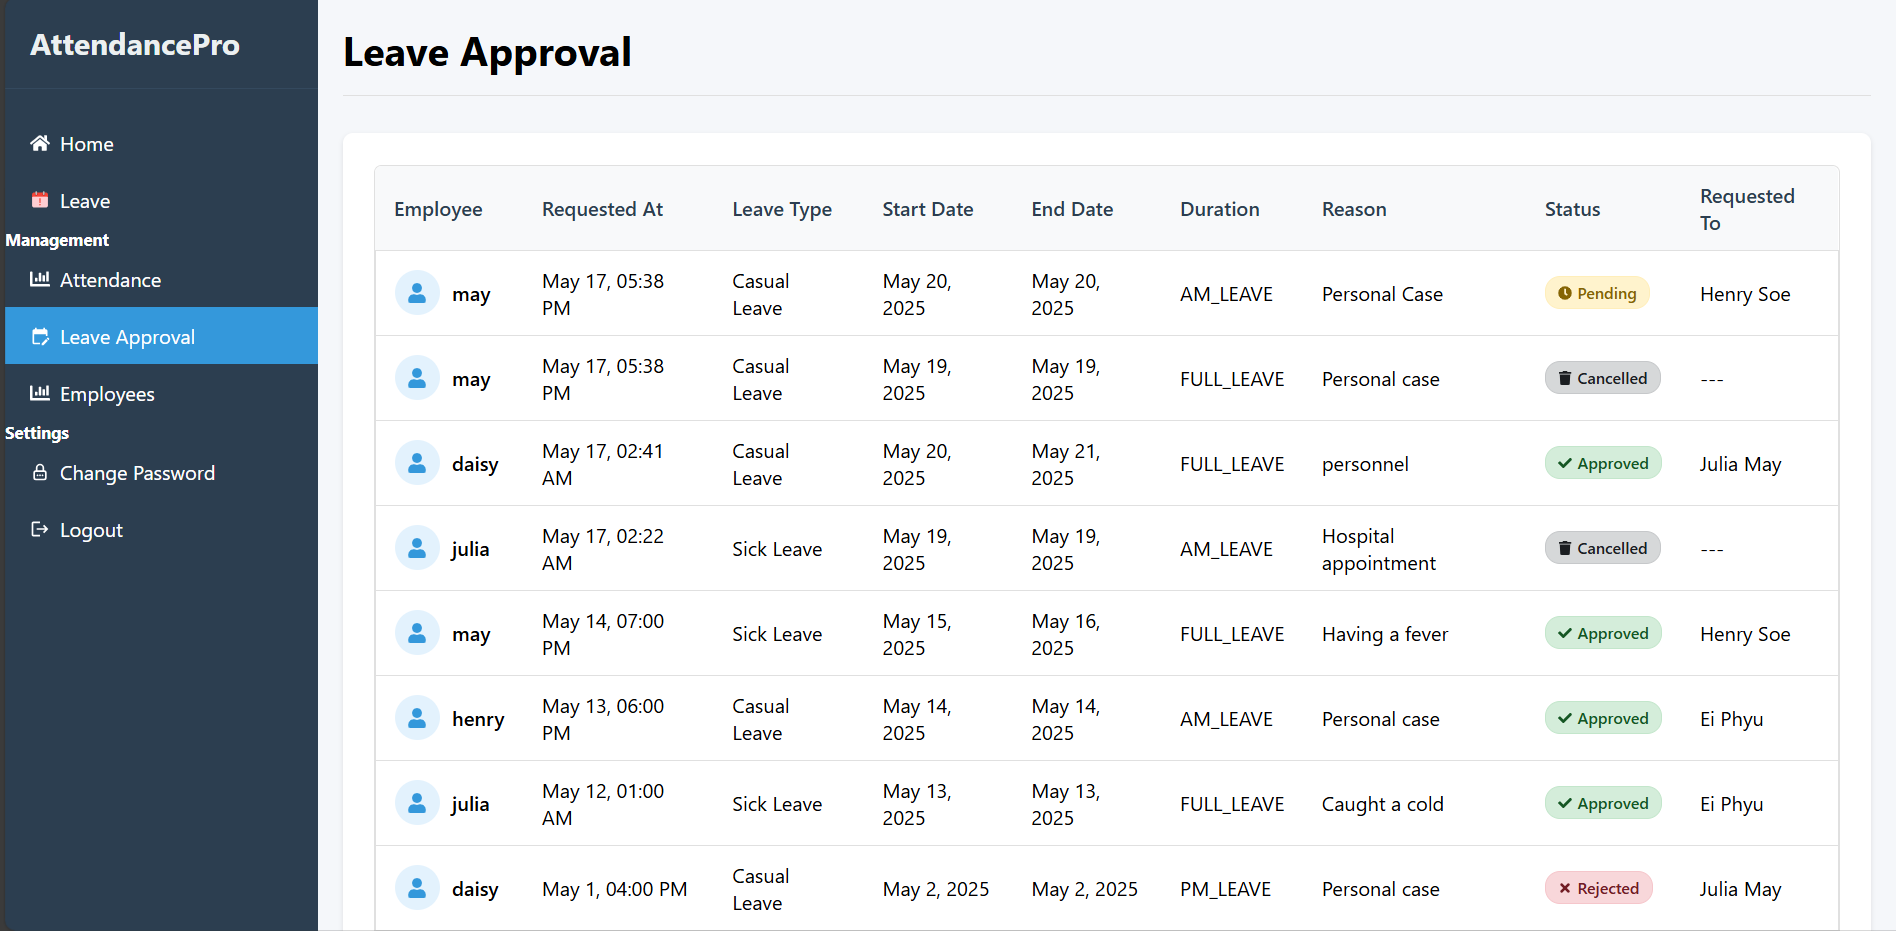 AttendancePro
Home
Leave
Management
Attendance
Leave Approval
Employees
Settings
Change Password
Logout
Leave Approval
Employee Requested At Leave Type Start Date End Date Duration Reason Status Requested To
may May 17, 05:38 PM Casual Leave May 20, 2025 May 20, 2025 AM_LEAVE Personal Case Pending Henry Soe
may May 17, 05:38 PM Casual Leave May 19, 2025 May 19, 2025 FULL_LEAVE Personal case Cancelled ---
daisy May 17, 02:41 AM Casual Leave May 20, 2025 May 21, 2025 FULL_LEAVE personnel Approved Julia May
julia May 17, 02:22 AM Sick Leave May 19, 2025 May 19, 2025 AM_LEAVE Hospital appointment Cancelled ---
may May 14, 07:00 PM Sick Leave May 15, 2025 May 16, 2025 FULL_LEAVE Having a fever Approved Henry Soe
henry May 13, 06:00 PM Casual Leave May 14, 2025 May 14, 2025 AM_LEAVE Personal case Approved Ei Phyu
julia May 12, 01:00 AM Sick Leave May 13, 2025 May 13, 2025 FULL_LEAVE Caught a cold Approved Ei Phyu
daisy May 1, 04:00 PM Casual Leave May 2, 2025 May 2, 2025 PM_LEAVE Personal case Rejected Julia May